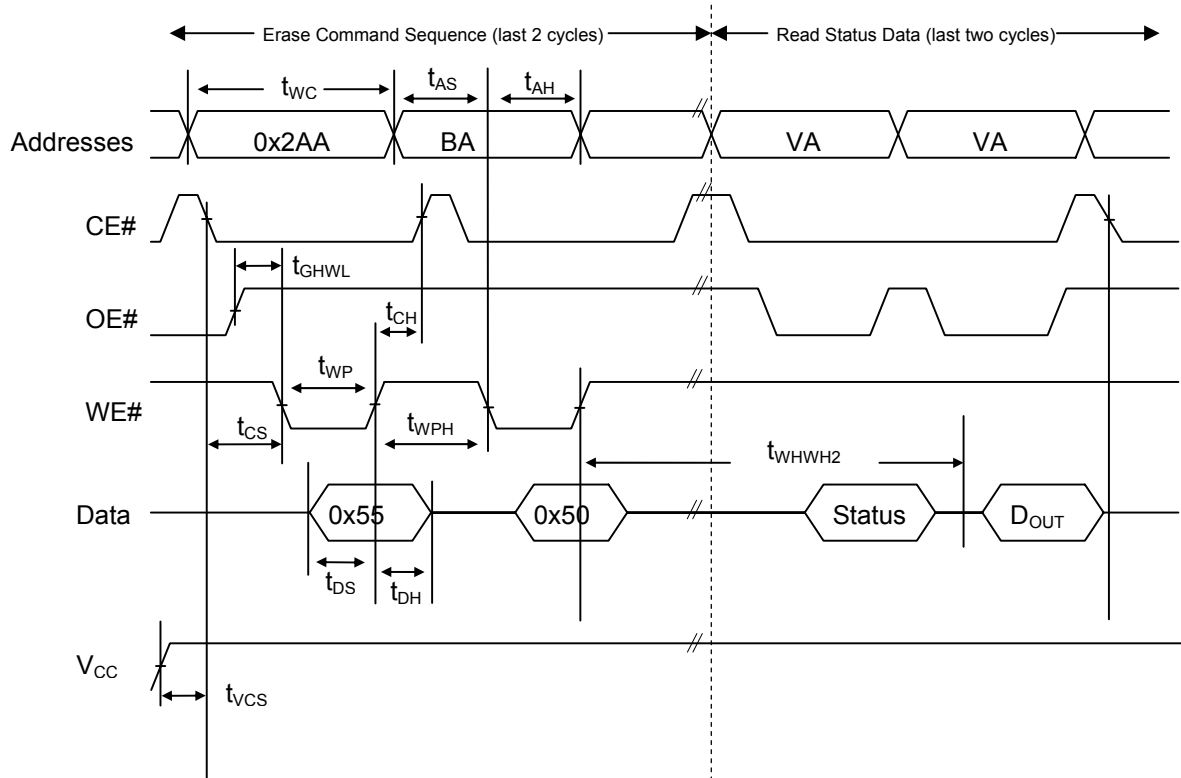 Erase Command Sequence (last 2 cycles) Read Status Data (last two cycles)
tWC tAS tAH
Addresses 0x2AA BA VA VA
CE#
tGHWL
OE#
tCH
tWP
WE#
tCS tWPH
tWHWH2
Data 0x55 0x50 Status DOUT
tDS tDH
VCC
tVCS